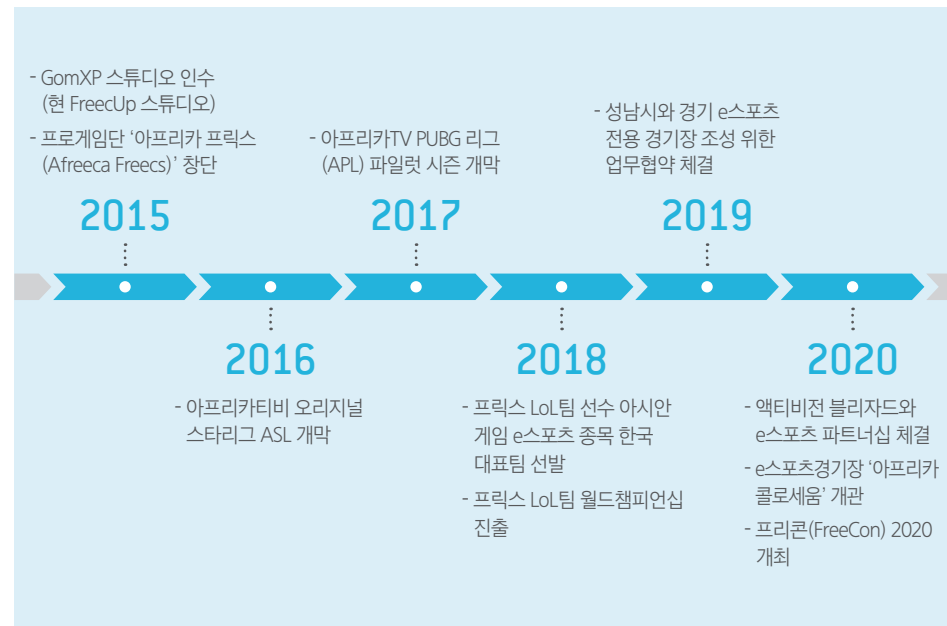 - GomXP 스튜디오 인수
(현 FreecUp 스튜디오)
- 프로게임단 ‘아프리카 프릭스
(Afreeca Freecs)’ 창단
2015
2016
- 아프리카티비 오리지널
스타리그 ASL 개막
- 아프리카TV PUBG 리그
(APL) 파일럿 시즌 개막
2017
2018
- 프릭스 LoL팀 선수 아시안
게임 e스포츠 종목 한국
대표팀 선발
- 프릭스 LoL팀 월드챔피언십
진출
- 성남시와 경기 e스포츠
전용 경기장 조성 위한
업무협약 체결
2019
2020
- 액티비전 블리자드와
e스포츠 파트너십 체결
- e스포츠경기장 ‘아프리카
콜로세움’ 개관
- 프리콘(FreeCon) 2020
개최